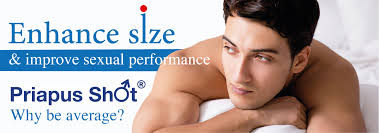 Enhance size
& improve sexual performance
Priapus Shot®
Why be average?